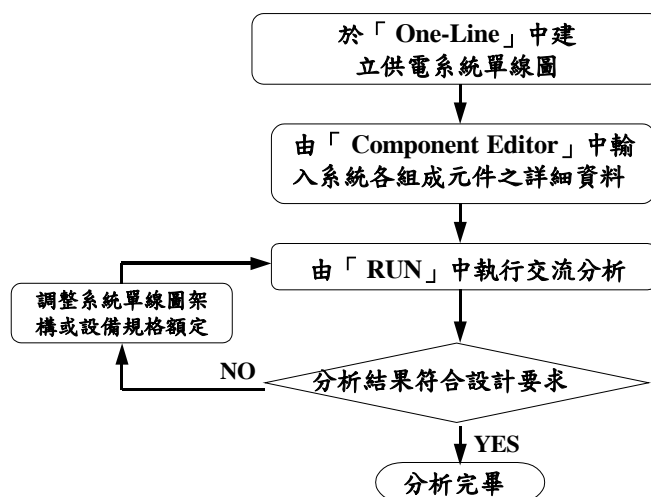 於「 One-Line」中建
立供電系統單線圖
由「 Component Editor」中輸
入系統各組成元件之詳細資料
由「 RUN」中執行交流分析
調整系統單線圖架
構或設備規格額定
NO
分析結果符合設計要求
YES
分析完畢